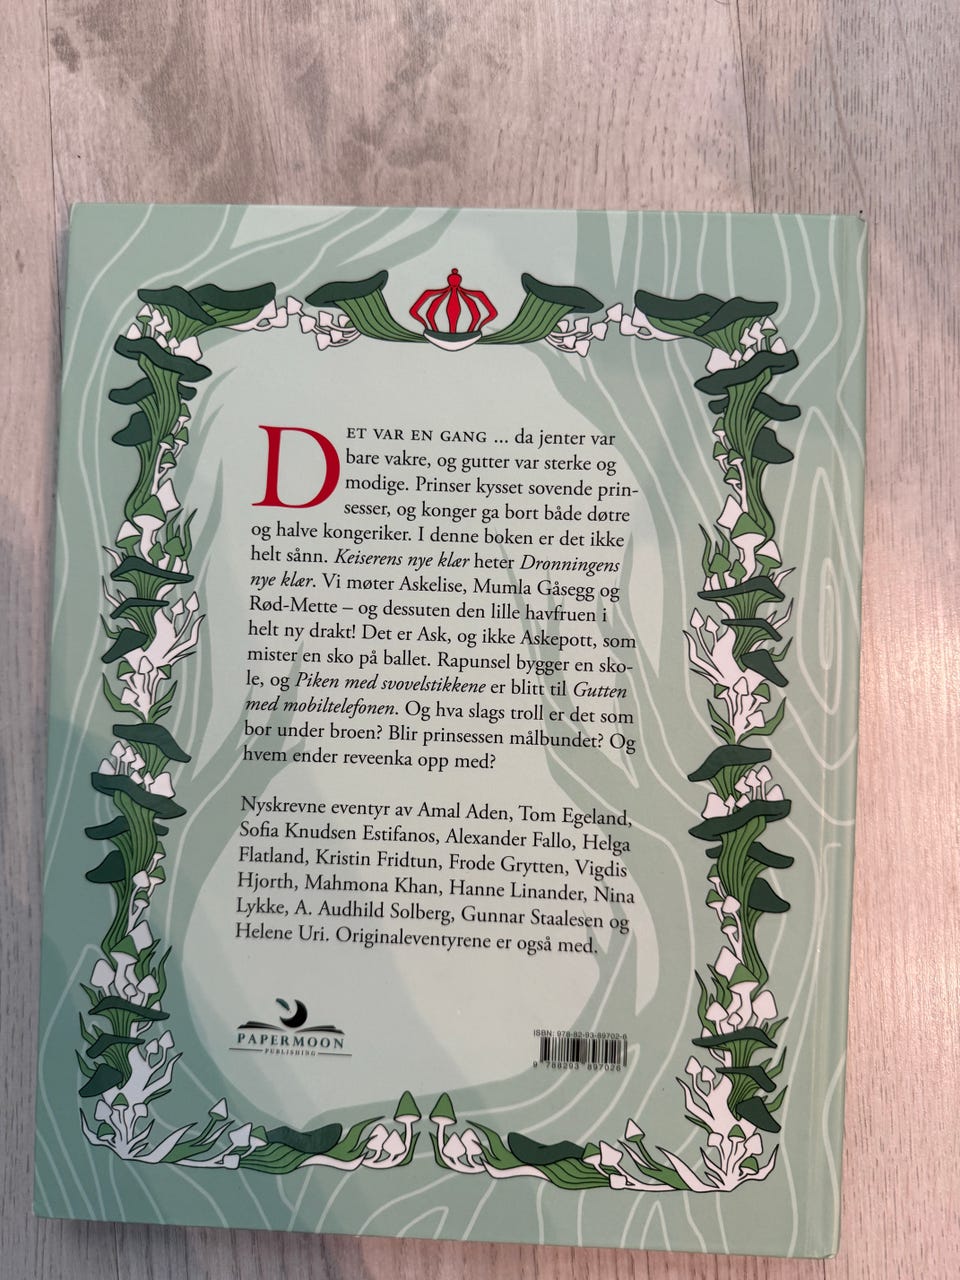 DET VAR EN GANG ... da jenter var
bare vakre, og gutter var sterke og
modige. Prinser kysset sovende prin-
sesser, og konger ga bort både døtre
og halve kongeriker. I denne boken er det ikke
helt sånn. Keiserens nye klær heter Dronningens
nye klær. Vi møter Askelise, Mumla Gåsegg og
Rød-Mette – og dessuten den lille havfruen i
helt ny drakt! Det er Ask, og ikke Askepott, som
mister en sko på ballet. Rapunsel bygger en sko-
le, og Piken med svovelstikkene er blitt til Gutten
med mobiltelefonen. Og hva slags troll er det som
bor under broen? Blir prinsessen målbundet? Og
hvem ender reveenka opp med?
Nyskrevne eventyr av Amal Aden, Tom Egeland,
Sofia Knudsen Estifanos, Alexander Fallo, Helga
Flatland, Kristin Fridtun, Frode Grytten, Vigdis
Hjorth, Mahmona Khan, Hanne Linander, Nina
Lykke, A. Audhild Solberg, Gunnar Staalesen og
Helene Uri. Originaleventyrene er også med.
PAPERMOON
PUBLISHING
ISBN: 978-82-93-89702-6
9 788293 897026